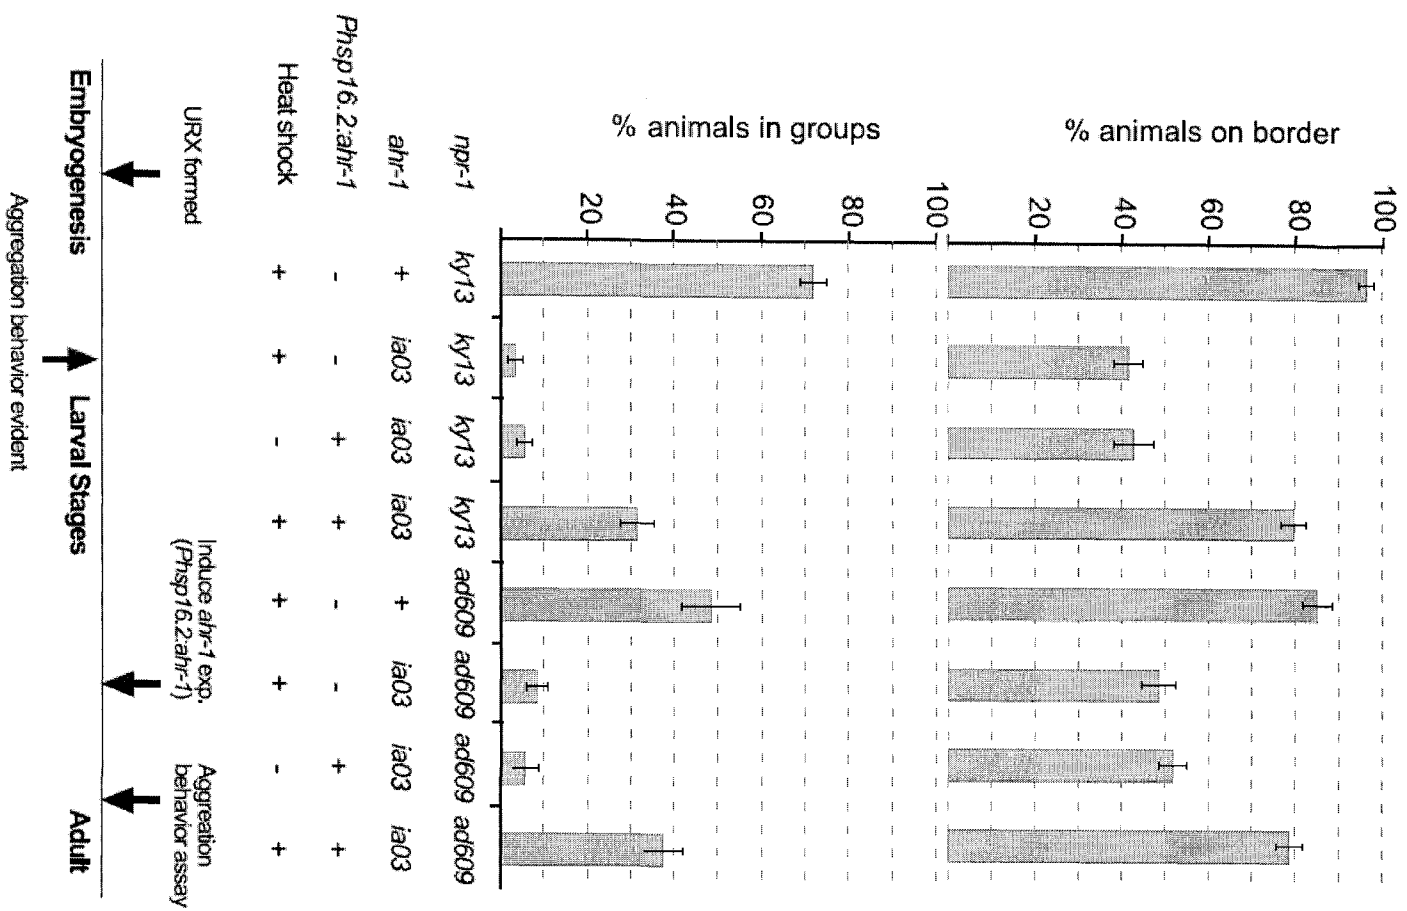 % animals on border
100
80
60
40
20
% animals in groups
100
80
60
40
20
npr-1 ky13 ky13 ky13 ky13 ad609 ad609 ad609 ad609
ahr-1 + ia03 ia03 ia03 + ia03 ia03 ia03
Phsp16.2:ahr-1 - - + + - - + +
Heat shock + + - + + + - +
URX formed
Induce ahr-1 exp.
(Phsp16.2:ahr-1)
Aggreation
behavior assay
Embryogenesis Larval Stages Adult
Aggregation behavior evident